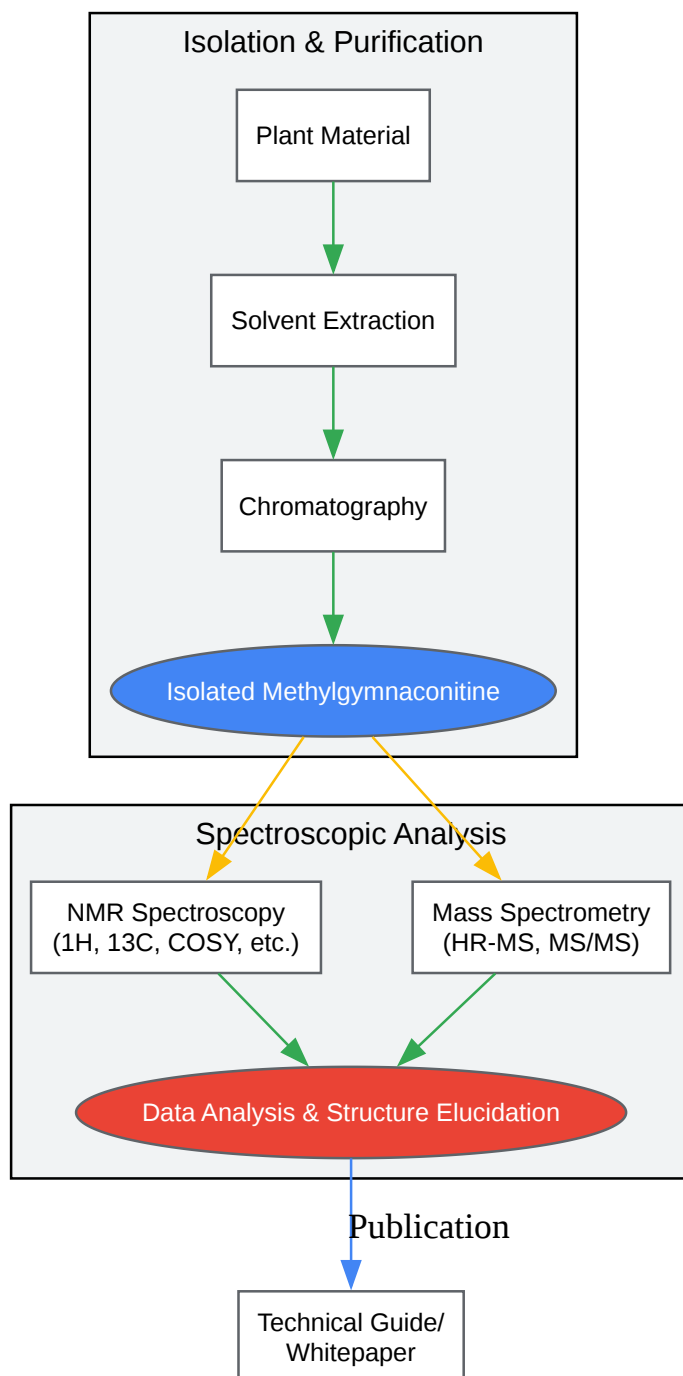 Isolation & Purification
Plant Material
Solvent Extraction
Chromatography
Isolated Methylgymnaconitine
Spectroscopic Analysis
NMR Spectroscopy
(1H, 13C, COSY, etc.)
Mass Spectrometry
(HR-MS, MS/MS)
Data Analysis & Structure Elucidation
Publication
Technical Guide/
Whitepaper